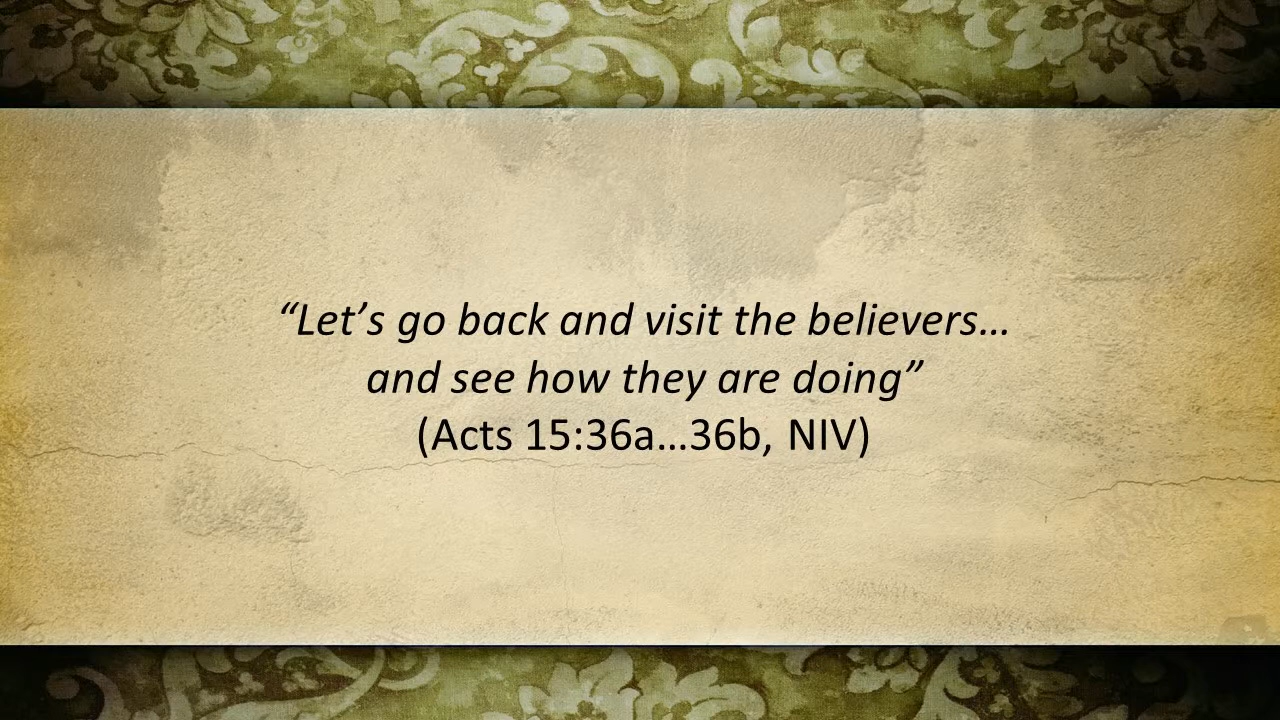 “Let’s go back and visit the believers…
and see how they are doing”
(Acts 15:36a…36b, NIV)